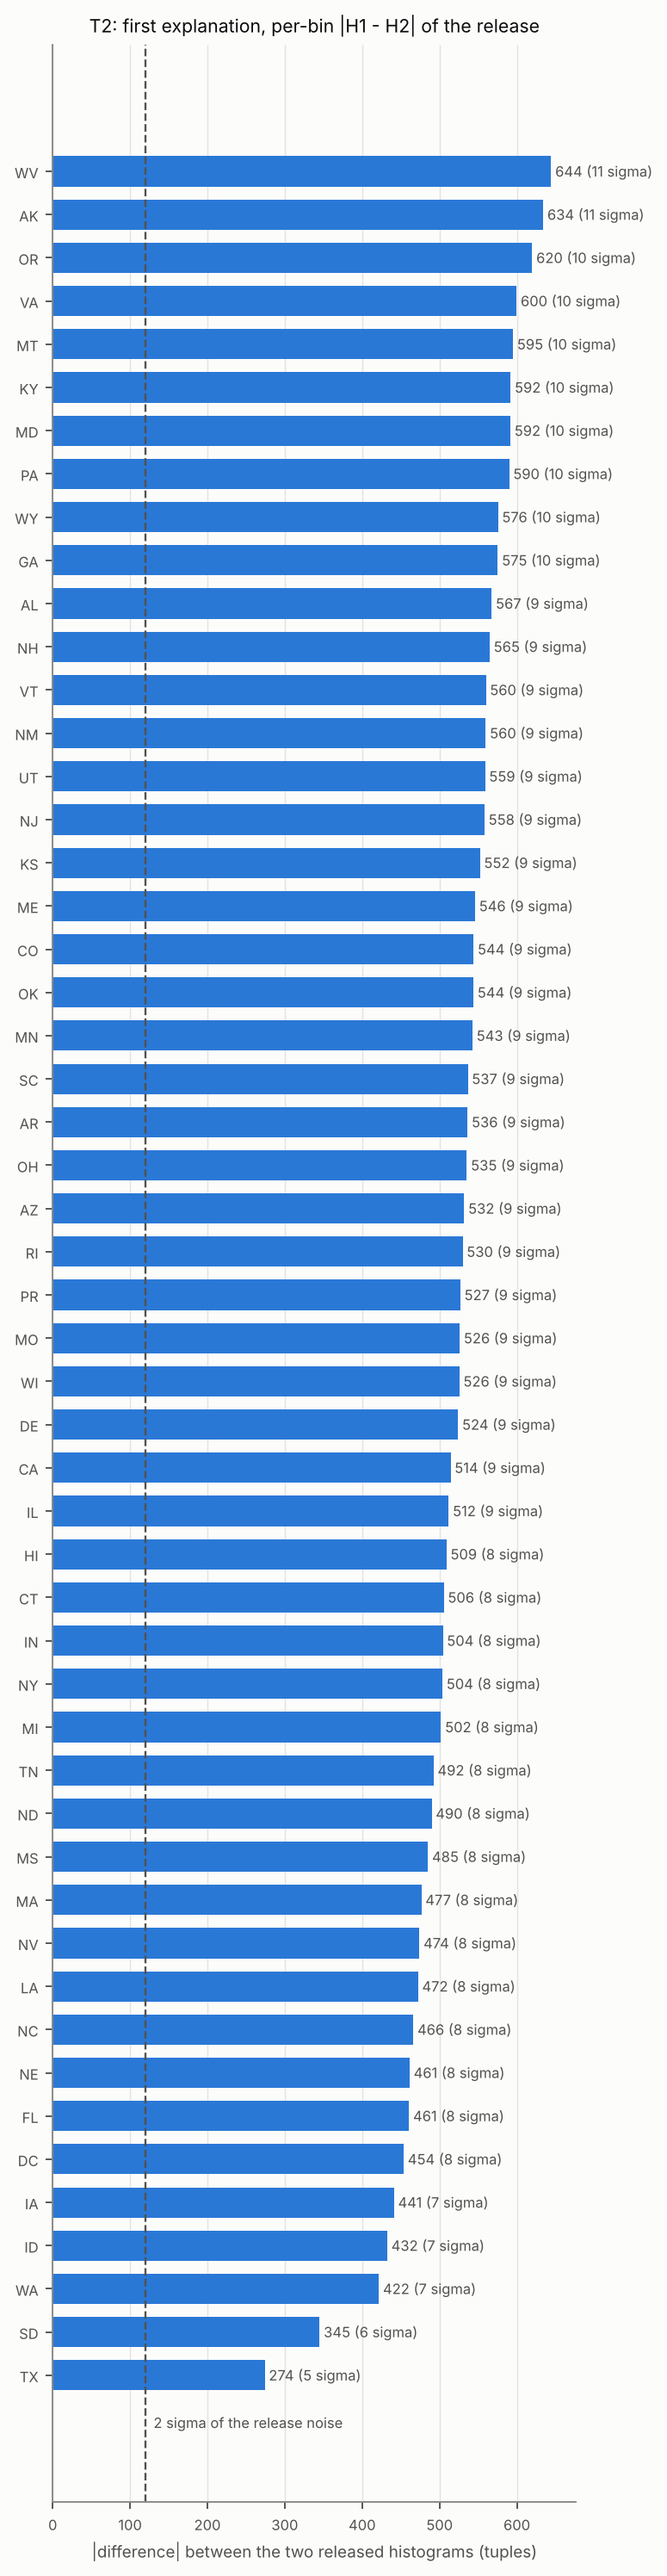 T2: first explanation, per-bin |H1 - H2| of the release
WV 644 (11 sigma)
AK 634 (11 sigma)
OR 620 (10 sigma)
VA 600 (10 sigma)
MT 595 (10 sigma)
KY 592 (10 sigma)
MD 592 (10 sigma)
PA 590 (10 sigma)
WY 576 (10 sigma)
GA 575 (10 sigma)
AL 567 (9 sigma)
NH 565 (9 sigma)
VT 560 (9 sigma)
NM 560 (9 sigma)
UT 559 (9 sigma)
NJ 558 (9 sigma)
KS 552 (9 sigma)
ME 546 (9 sigma)
CO 544 (9 sigma)
OK 544 (9 sigma)
MN 543 (9 sigma)
SC 537 (9 sigma)
AR 536 (9 sigma)
OH 535 (9 sigma)
AZ 532 (9 sigma)
RI 530 (9 sigma)
PR 527 (9 sigma)
MO 526 (9 sigma)
WI 526 (9 sigma)
DE 524 (9 sigma)
CA 514 (9 sigma)
IL 512 (9 sigma)
HI 509 (8 sigma)
CT 506 (8 sigma)
IN 504 (8 sigma)
NY 504 (8 sigma)
MI 502 (8 sigma)
TN 492 (8 sigma)
ND 490 (8 sigma)
MS 485 (8 sigma)
MA 477 (8 sigma)
NV 474 (8 sigma)
LA 472 (8 sigma)
NC 466 (8 sigma)
NE 461 (8 sigma)
FL 461 (8 sigma)
DC 454 (8 sigma)
IA 441 (7 sigma)
ID 432 (7 sigma)
WA 422 (7 sigma)
SD 345 (6 sigma)
TX 274 (5 sigma)
2 sigma of the release noise
0 100 200 300 400 500 600
|difference| between the two released histograms (tuples)